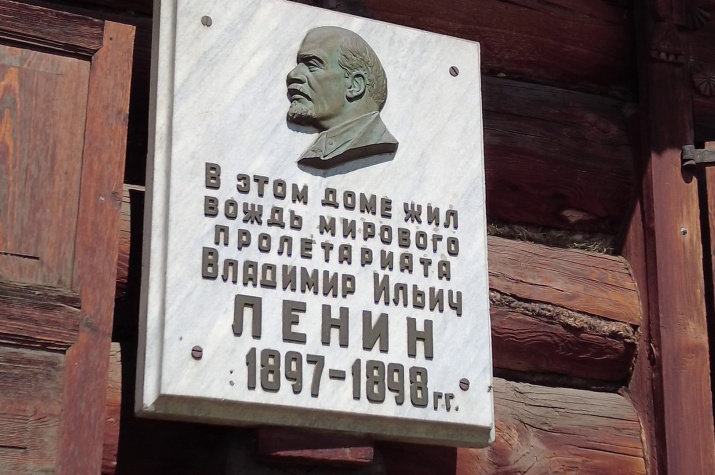 В ЭТОМ ДОМЕ ЖИЛ
ВОЖДЬ МИРОВОГО
ПРОЛЕТАРИАТА
ВЛАДИМИР ИЛЬИЧ
ЛЕНИН
1897-1898 гг.